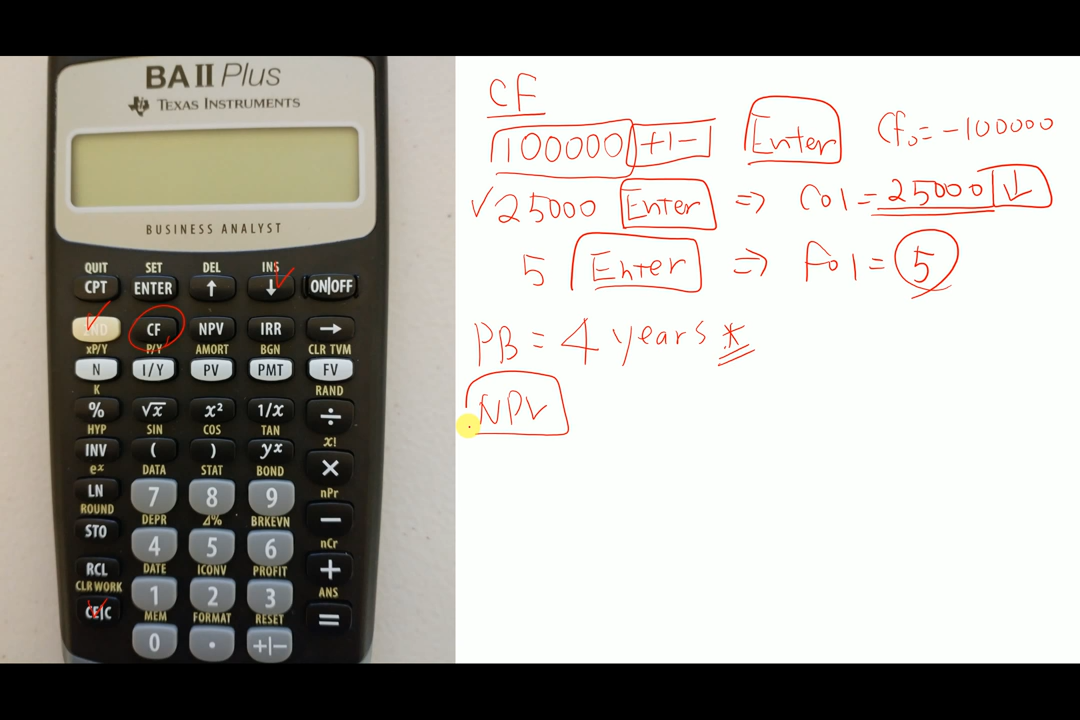 BA II Plus
TEXAS INSTRUMENTS
BUSINESS ANALYST
QUIT SET DEL INS
CPT ENTER ↑ ↓ ON|OFF
2ND CF NPV IRR →
xP/Y P/Y AMORT BGN CLR TVM
N I/Y PV PMT FV
K RAND
% √x x² 1/x ÷
HYP SIN COS TAN x!
INV ( ) yx ×
ex DATA STAT BOND nPr
LN 7 8 9 −
ROUND DEPR Δ% BRKEVN nCr
STO 4 5 6 +
DATE ICONV PROFIT ANS
RCL 1 2 3 =
CLR WORK MEM FORMAT RESET
CE|C 0 . +|−
CF
100000 +|- Enter CF₀ = -100000
✓25000 Enter ⇒ C01 = 25000 ↓
5 Enter ⇒ F01 = 5
PB = 4 years *
NPV